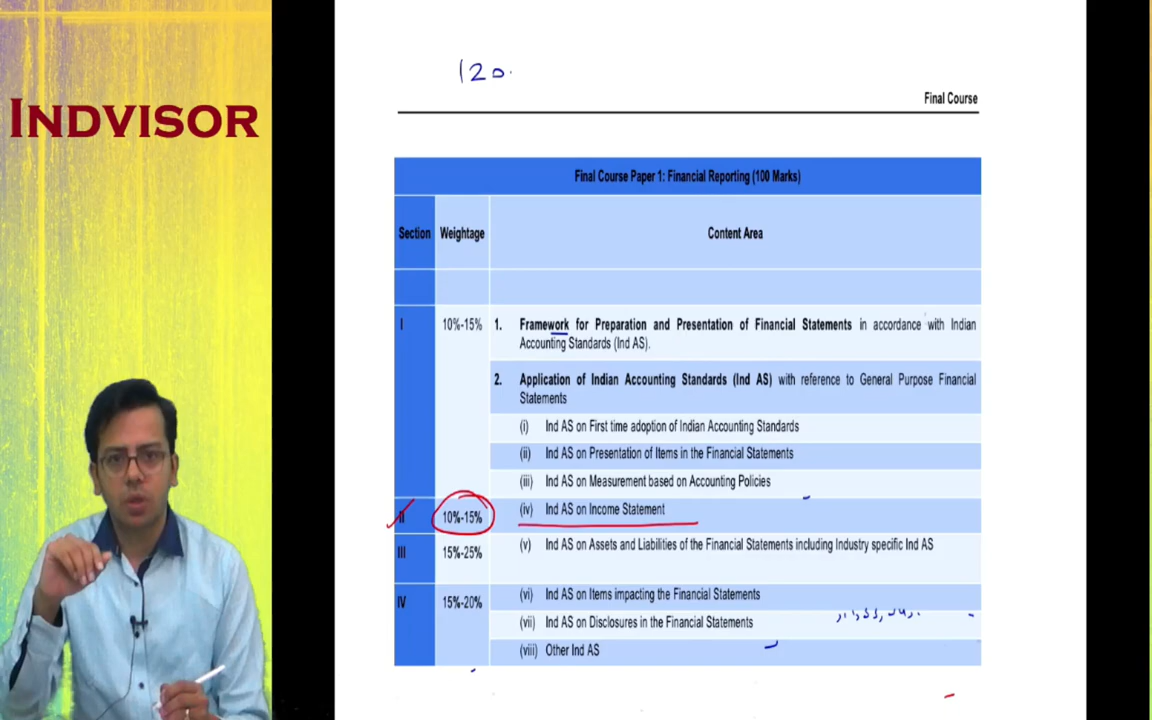 INDVISOR
120
Final Course
Final Course Paper 1: Financial Reporting (100 Marks)
Section Weightage Content Area
I 10%-15% 1. Framework for Preparation and Presentation of Financial Statements in accordance with Indian
Accounting Standards (Ind AS).
2. Application of Indian Accounting Standards (Ind AS) with reference to General Purpose Financial
Statements
(i) Ind AS on First time adoption of Indian Accounting Standards
(ii) Ind AS on Presentation of Items in the Financial Statements
(iii) Ind AS on Measurement based on Accounting Policies
II 10%-15% (iv) Ind AS on Income Statement
III 15%-25% (v) Ind AS on Assets and Liabilities of the Financial Statements including Industry specific Ind AS
IV 15%-20% (vi) Ind AS on Items impacting the Financial Statements
(vii) Ind AS on Disclosures in the Financial Statements
(viii) Other Ind AS